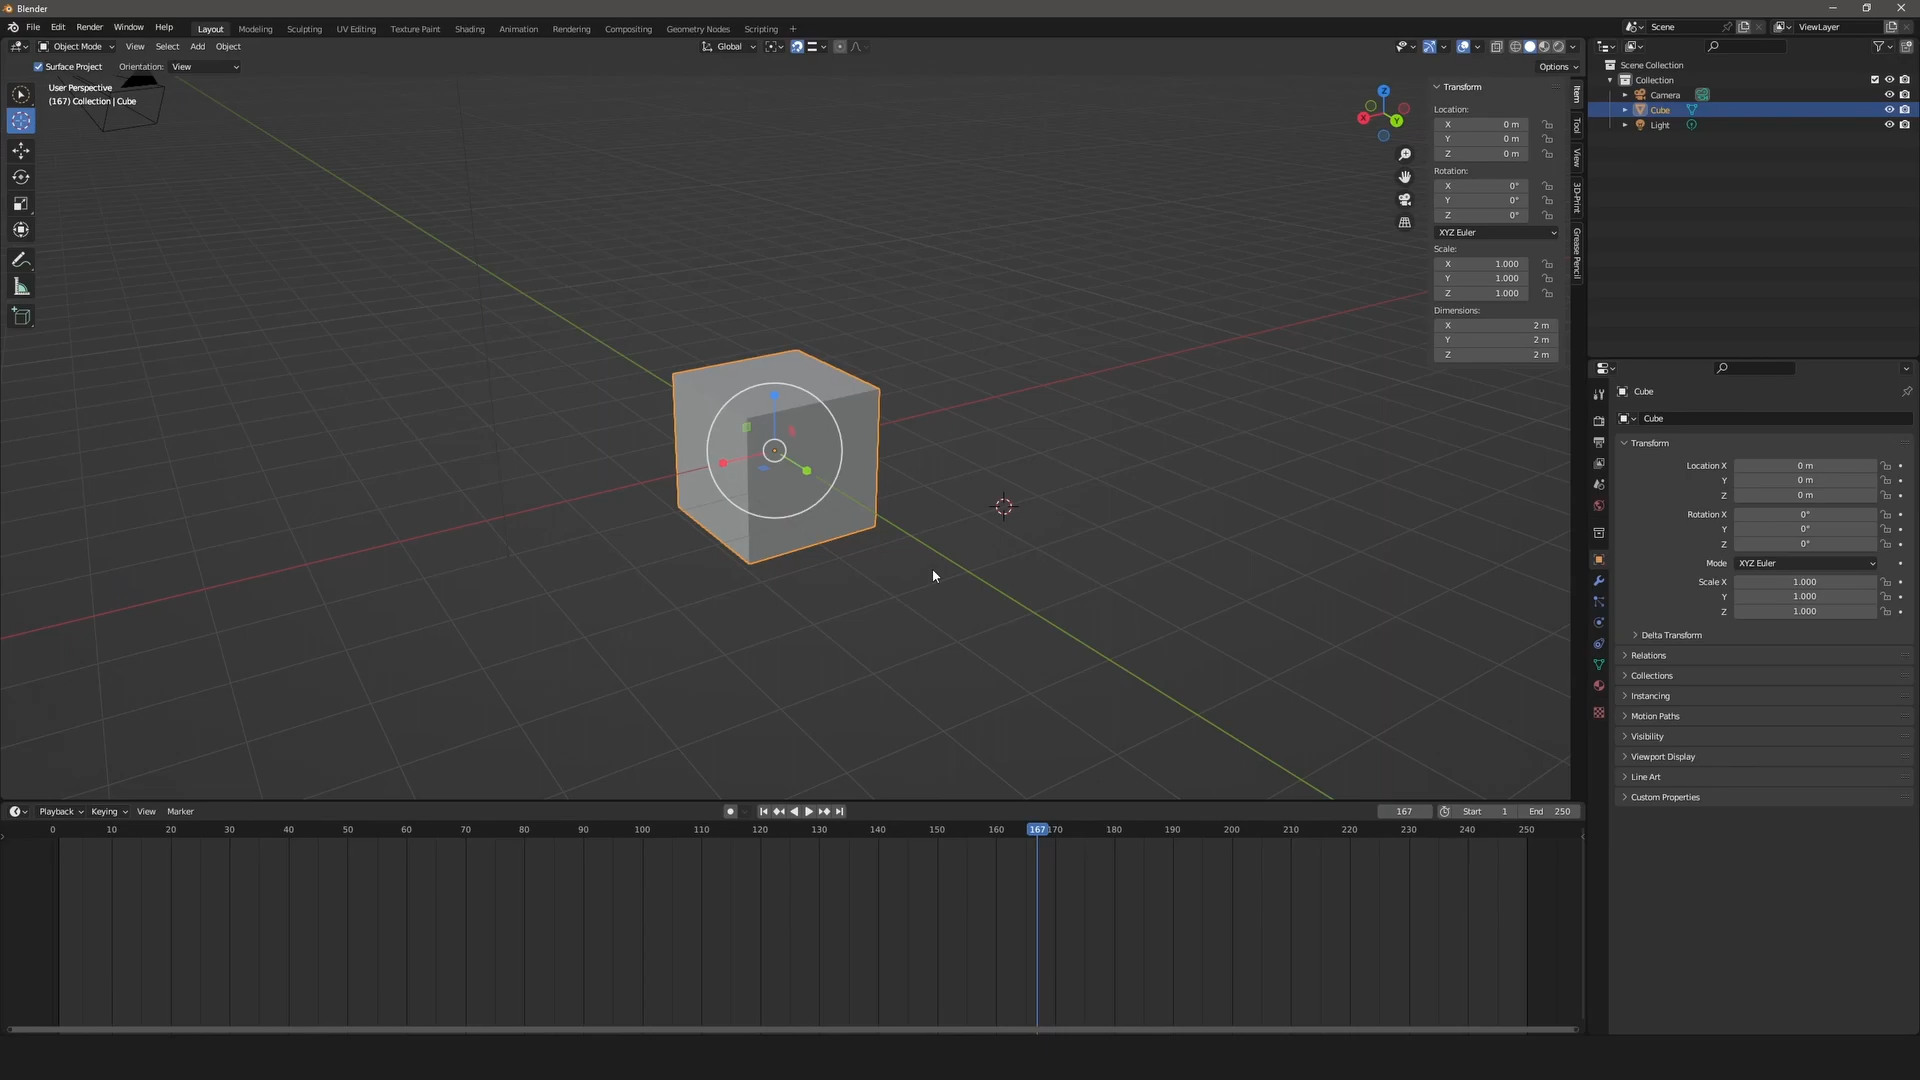 Blender
File Edit Render Window Help Layout Modeling Sculpting UV Editing Texture Paint Shading Animation Rendering Compositing Geometry Nodes Scripting + Scene ViewLayer
Object Mode View Select Add Object Global
Surface Project Orientation: View Options
User Perspective
(167) Collection | Cube
Z
X
Y
Transform
Location:
X 0 m
Y 0 m
Z 0 m
Rotation:
X 0°
Y 0°
Z 0°
XYZ Euler
Scale:
X 1.000
Y 1.000
Z 1.000
Dimensions:
X 2 m
Y 2 m
Z 2 m
Item
Tool
View
3D-Print
Grease Pencil
Scene Collection
Collection
Camera
Cube
Light
Cube
Cube
Transform
Location X 0 m
Y 0 m
Z 0 m
Rotation X 0°
Y 0°
Z 0°
Mode XYZ Euler
Scale X 1.000
Y 1.000
Z 1.000
Delta Transform
Relations
Collections
Instancing
Motion Paths
Visibility
Viewport Display
Line Art
Custom Properties
Playback Keying View Marker 167 Start 1 End 250
0 10 20 30 40 50 60 70 80 90 100 110 120 130 140 150 160 167 170 180 190 200 210 220 230 240 250